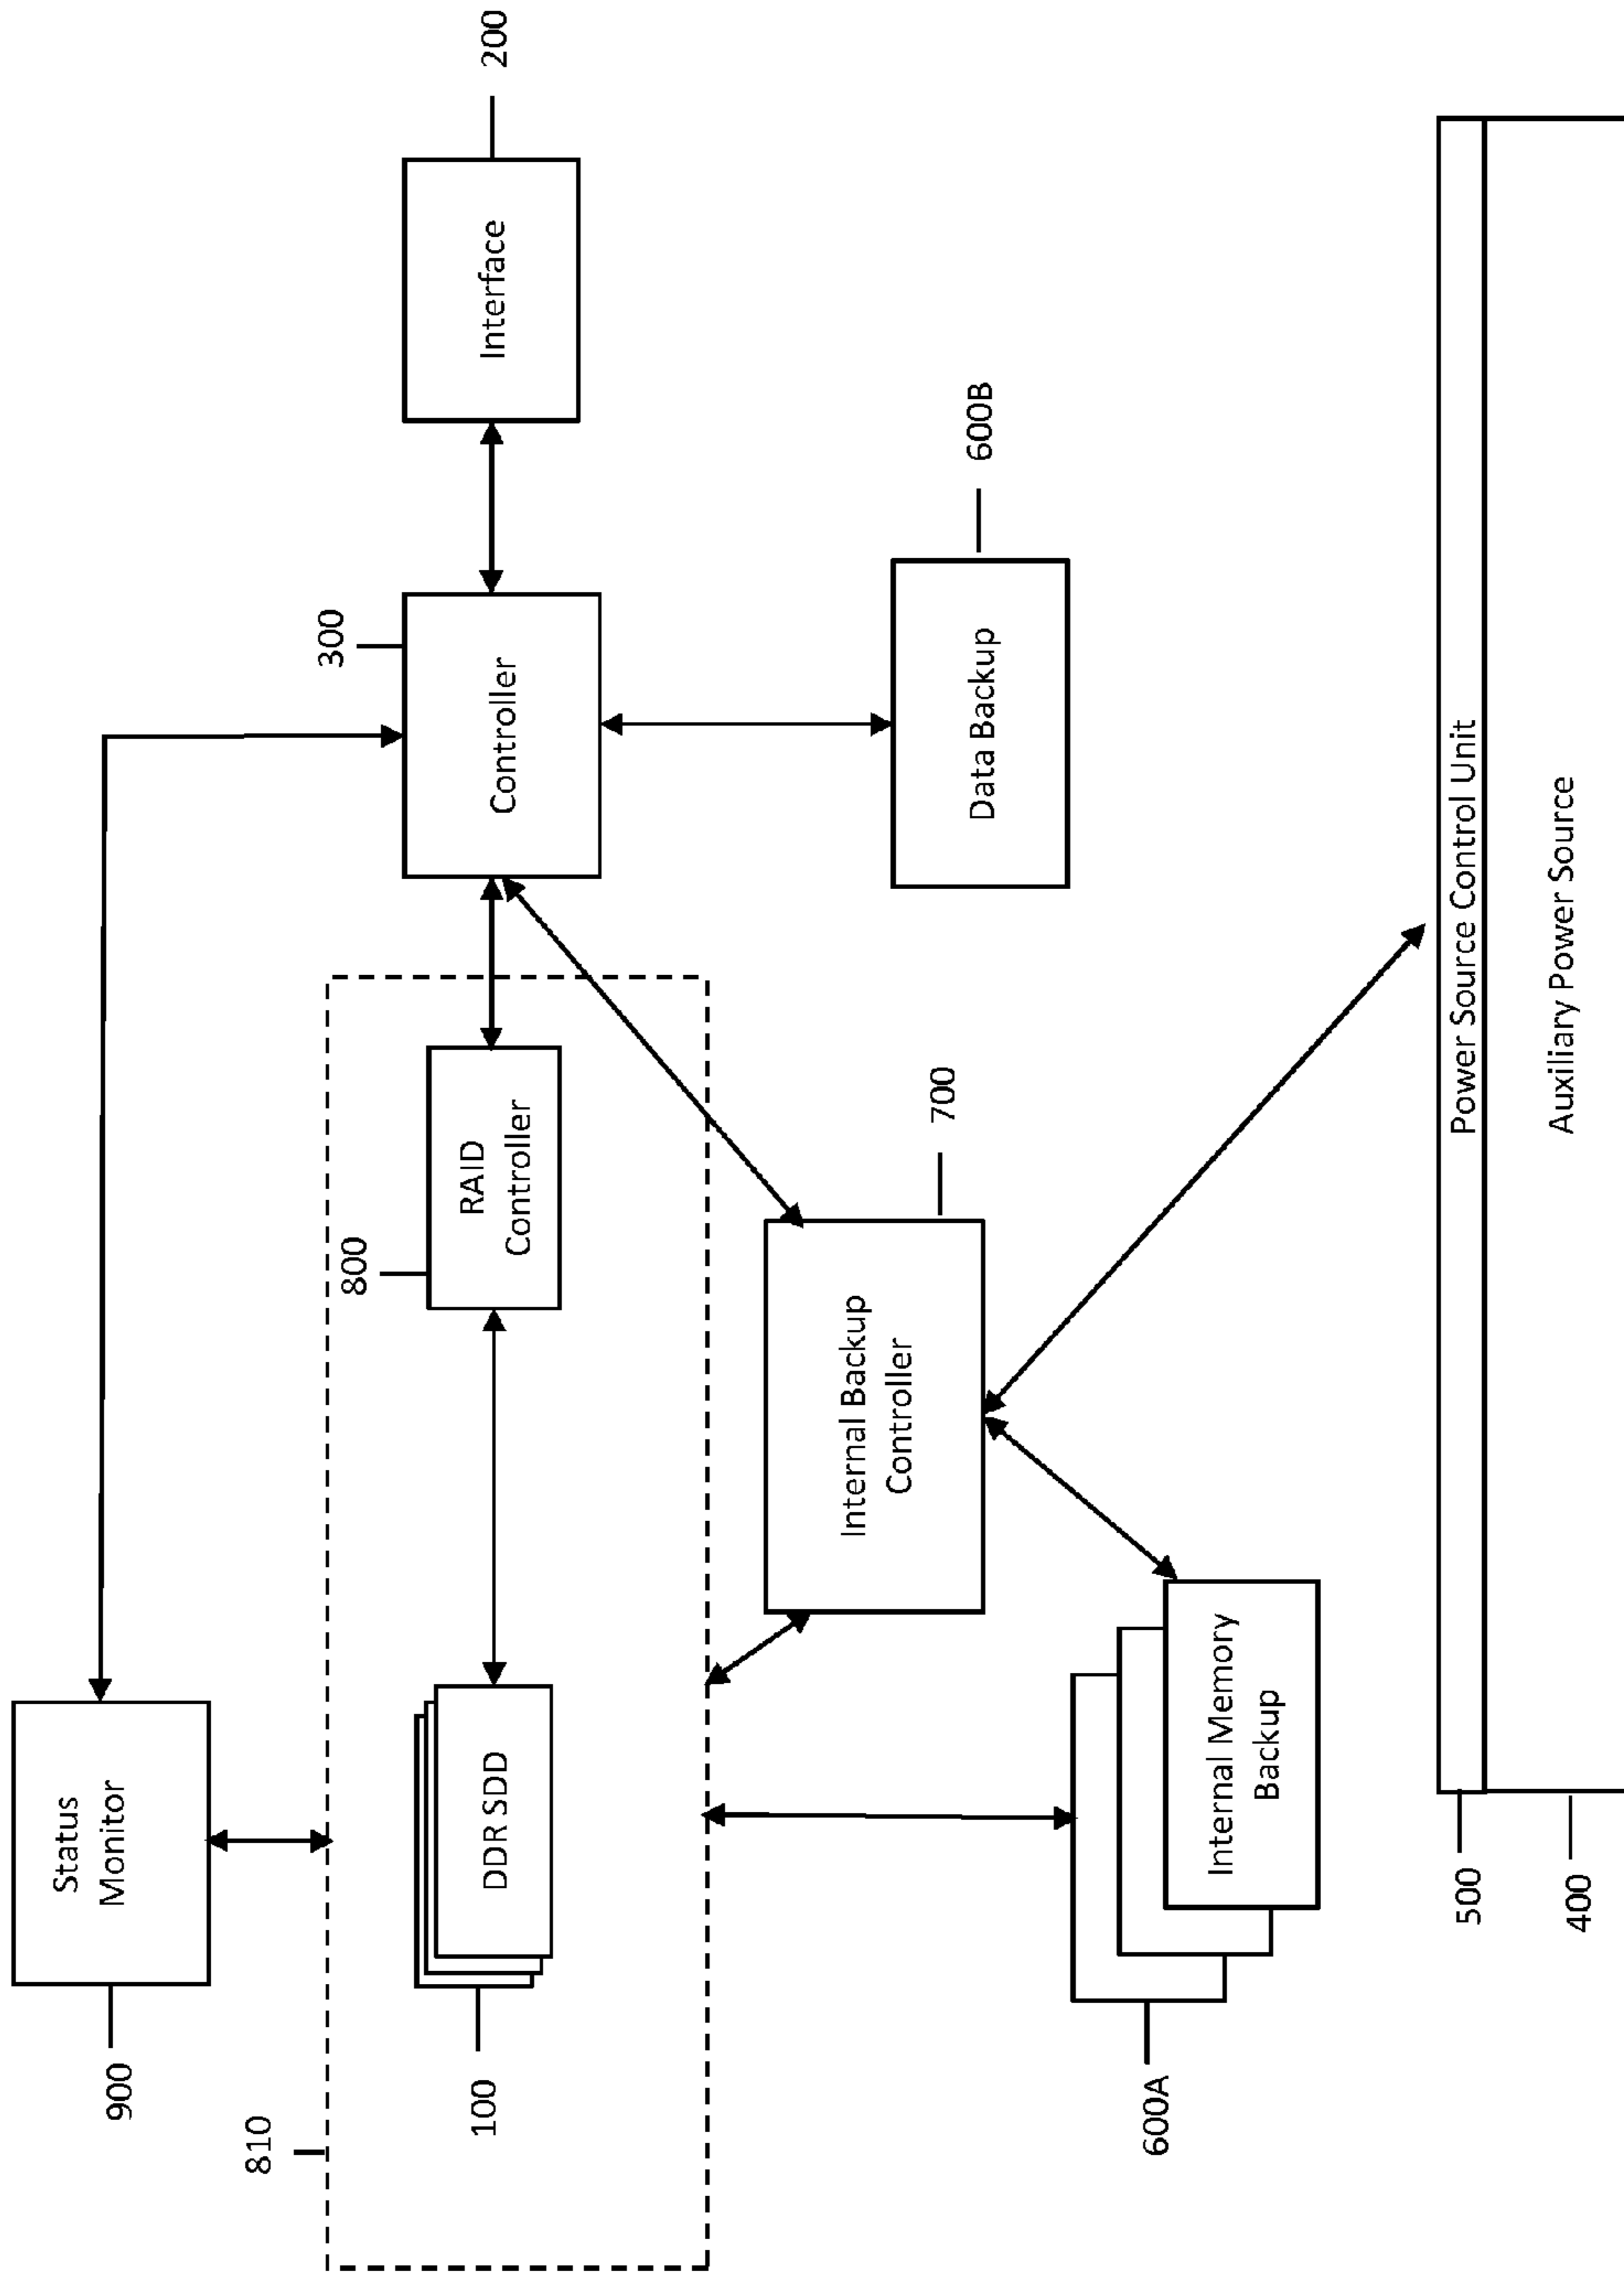 900
Status
Monitor
810
800
300
100
DDR SDD
RAID
Controller
Controller
Interface
200
Internal Backup
Controller
700
Data Backup
600B
600A
Internal Memory
Backup
500
Power Source Control Unit
400
Auxiliary Power Source